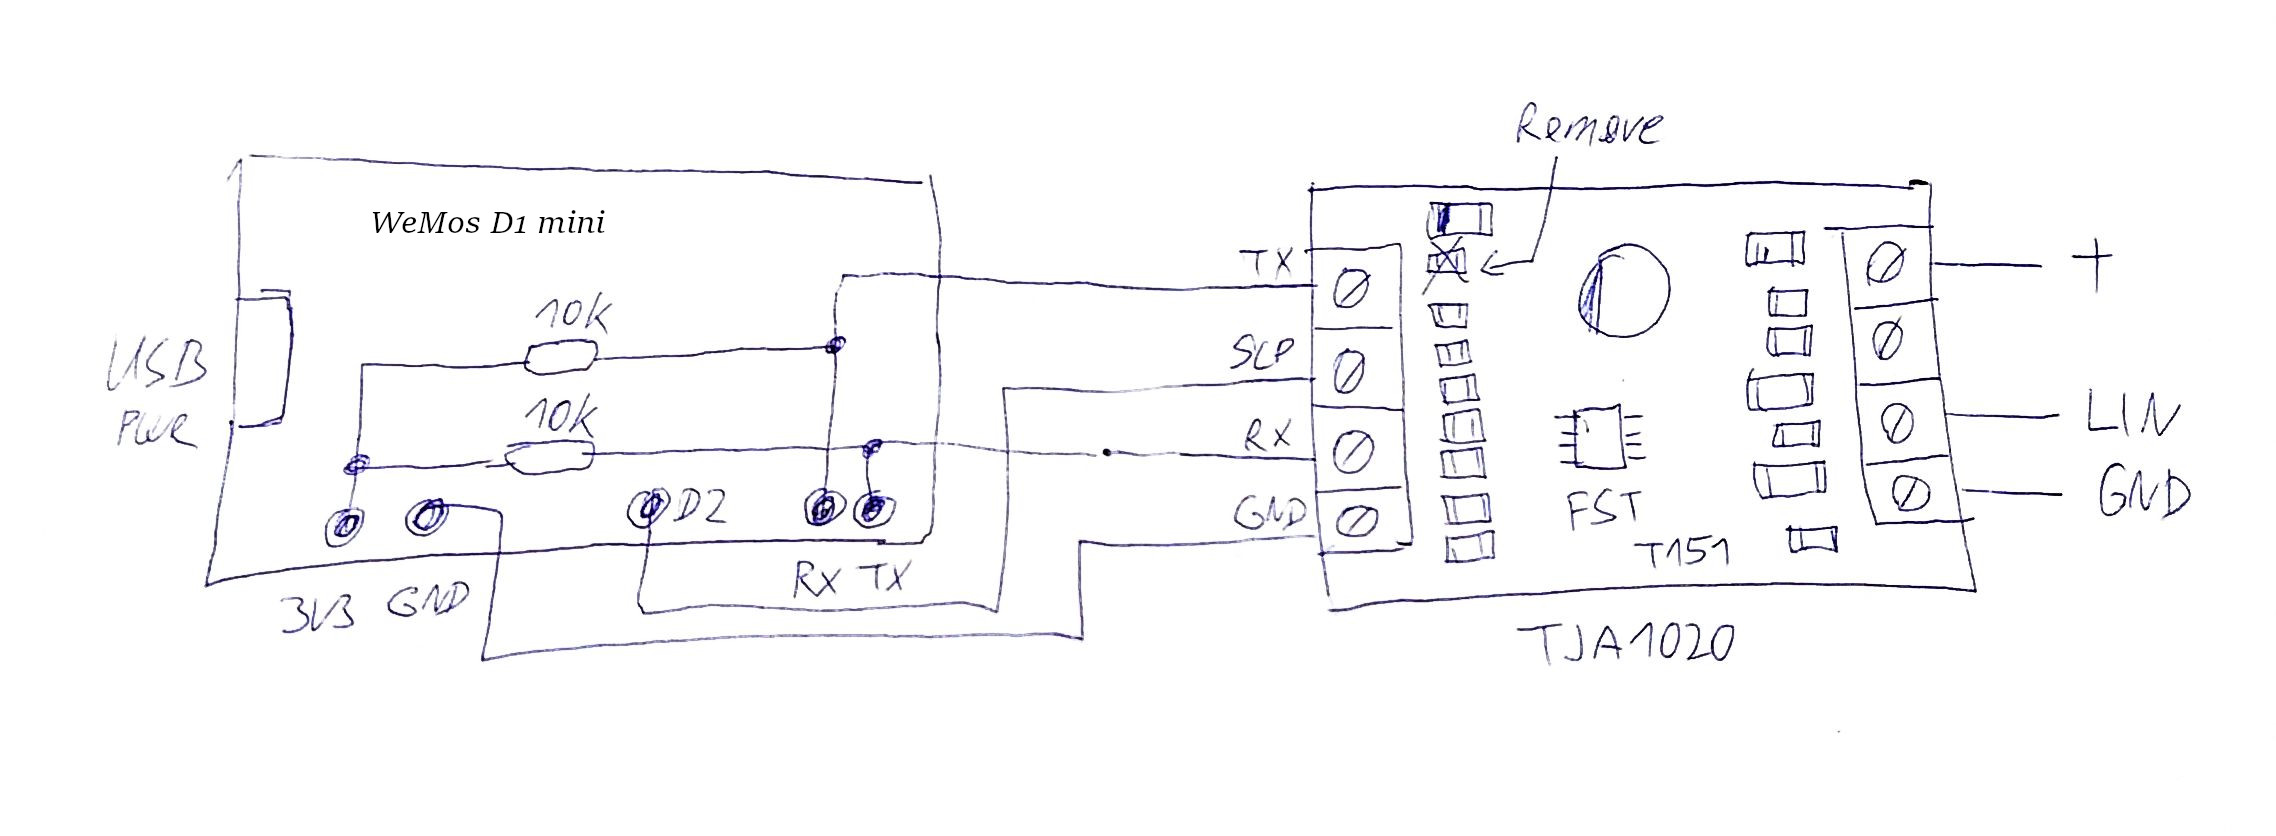 Remove
WeMos D1 mini
TX
+
10K
USB
PWR
SLP
10K
RX
LIN
D2
GND
FST
GND
T151
3V3 GND
RX TX
TJA1020